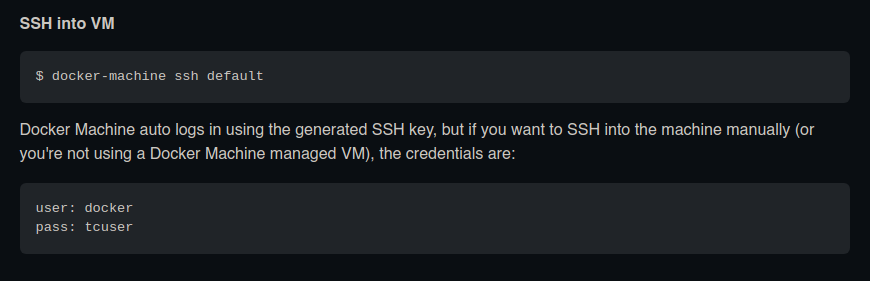 SSH into VM
$ docker-machine ssh default
Docker Machine auto logs in using the generated SSH key, but if you want to SSH into the machine manually (or
you're not using a Docker Machine managed VM), the credentials are:
user: docker
pass: tcuser